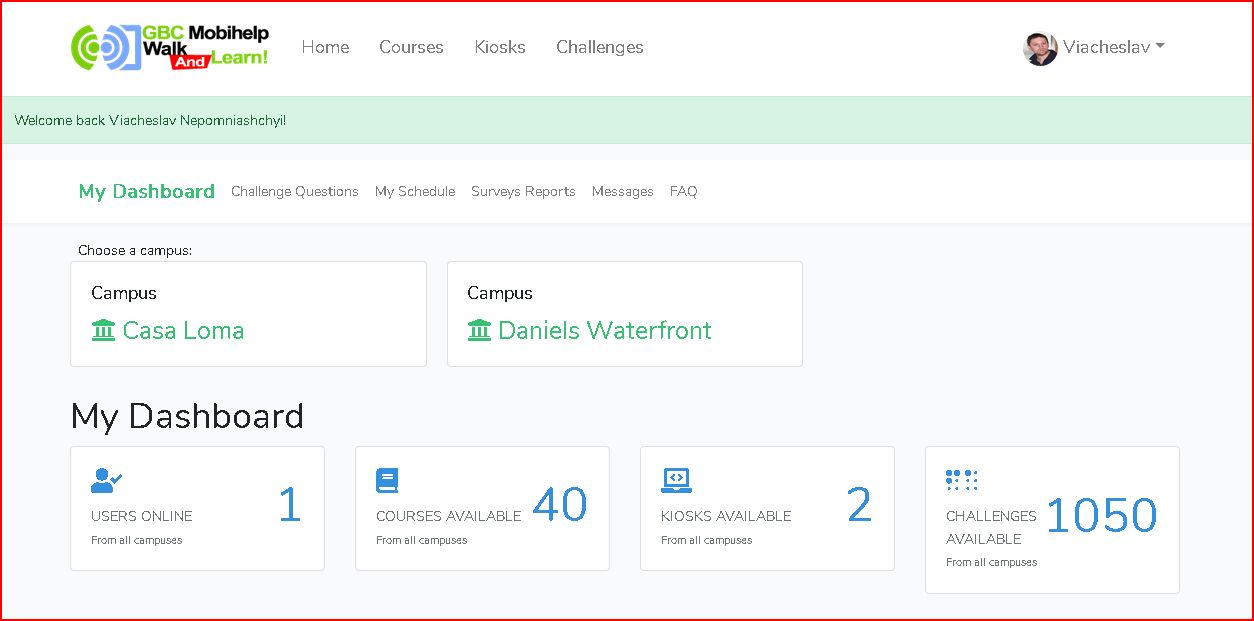 GBC Mobihelp
Walk
And Learn!
Home Courses Kiosks Challenges Viacheslav
Welcome back Viacheslav Nepomniashchyi!
My Dashboard Challenge Questions My Schedule Surveys Reports Messages FAQ
Choose a campus:
Campus
Casa Loma
Campus
Daniels Waterfront
My Dashboard
USERS ONLINE
From all campuses
1
COURSES AVAILABLE
From all campuses
40
KIOSKS AVAILABLE
From all campuses
2
CHALLENGES
AVAILABLE
From all campuses
1050